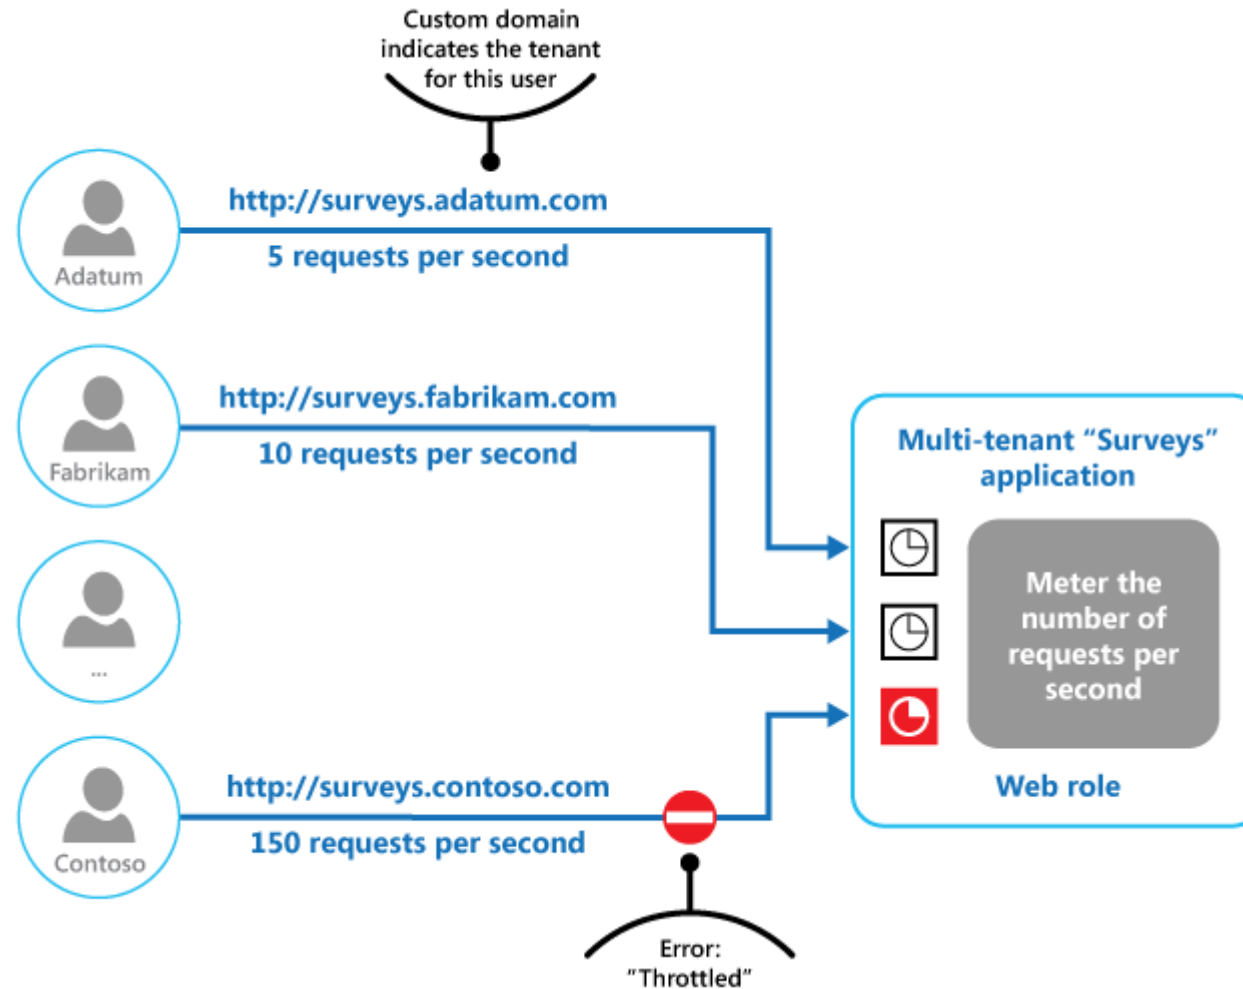 Custom domain
indicates the tenant
for this user
http://surveys.adatum.com
5 requests per second
Adatum
http://surveys.fabrikam.com
10 requests per second
Fabrikam
...
http://surveys.contoso.com
150 requests per second
Contoso
Error:
“Throttled”
Multi-tenant “Surveys”
application
Meter the
number of
requests per
second
Web role